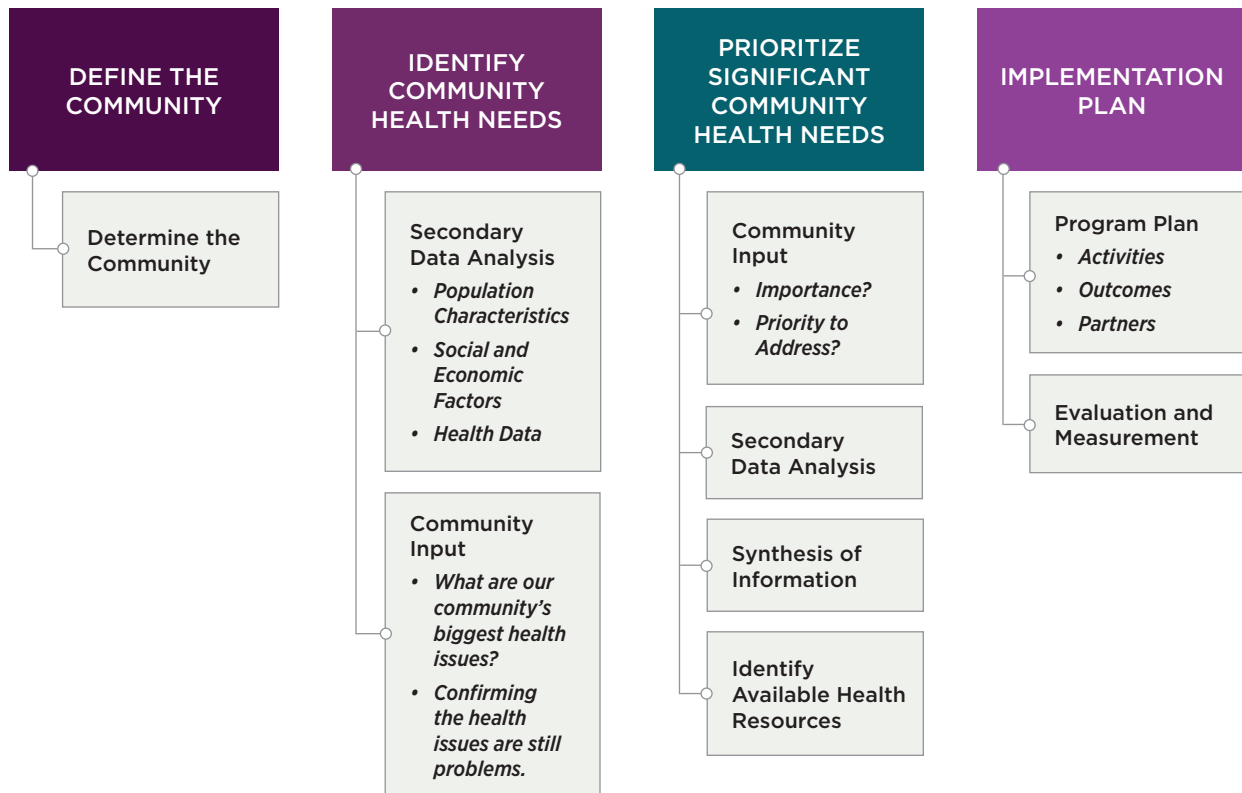 DEFINE THE
COMMUNITY
Determine the
Community
IDENTIFY
COMMUNITY
HEALTH NEEDS
Secondary
Data Analysis
• Population
Characteristics
• Social and
Economic
Factors
• Health Data
Community
Input
• What are our
community’s
biggest health
issues?
• Confirming
the health
issues are still
problems.
PRIORITIZE
SIGNIFICANT
COMMUNITY
HEALTH NEEDS
Community
Input
• Importance?
• Priority to
Address?
Secondary
Data Analysis
Synthesis of
Information
Identify
Available Health
Resources
IMPLEMENTATION
PLAN
Program Plan
• Activities
• Outcomes
• Partners
Evaluation and
Measurement